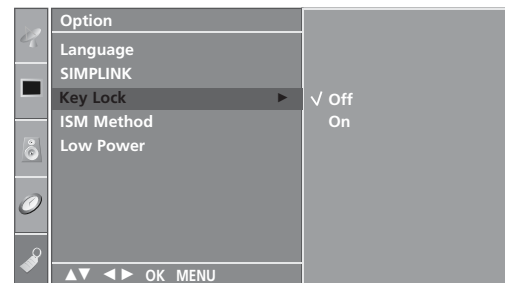 Option
Language
SIMPLINK
Key Lock ► √ Off
ISM Method On
Low Power
▲▼ ◄► OK MENU